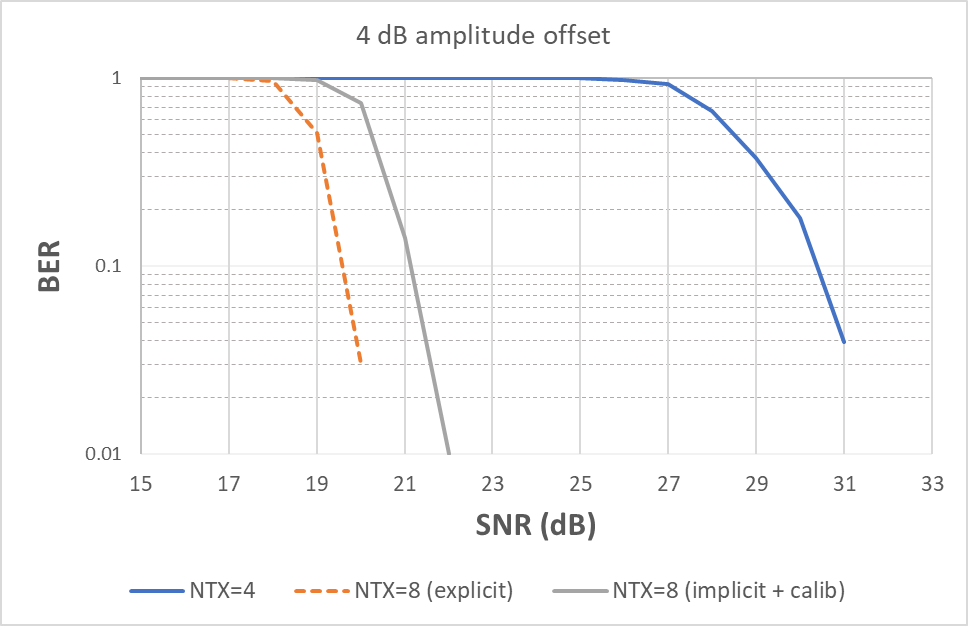 4 dB amplitude offset
1
0.1
0.01
BER
15 17 19 21 23 25 27 29 31 33
SNR (dB)
NTX=4 NTX=8 (explicit) NTX=8 (implicit + calib)